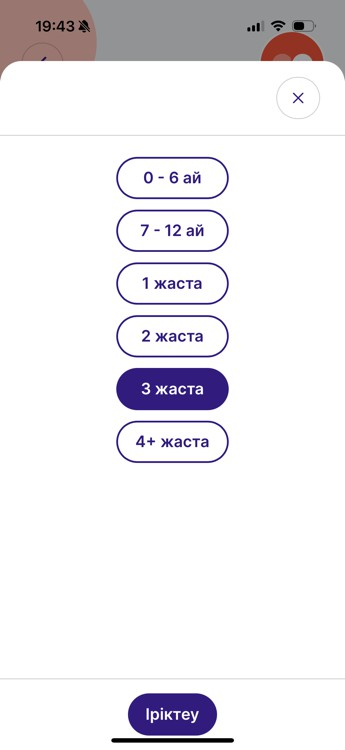 19:43
0 - 6 ай
7 - 12 ай
1 жаста
2 жаста
3 жаста
4+ жаста
Іріктеу